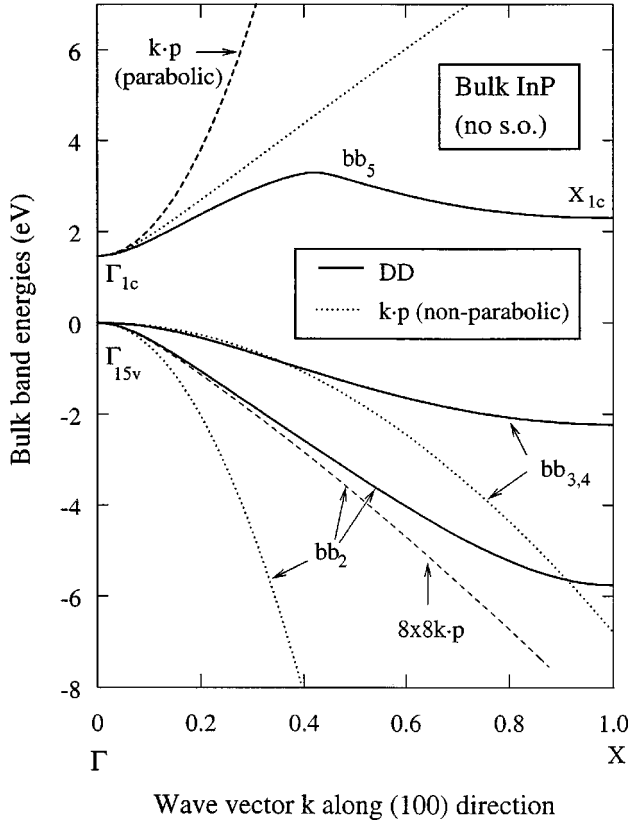 6
4
2
0
-2
-4
-6
-8
Bulk band energies (eV)
k·p
(parabolic)
Bulk InP
(no s.o.)
bb5
X1c
Γ1c
DD
k·p (non-parabolic)
Γ15v
bb3,4
bb2
8x8k·p
0 0.2 0.4 0.6 0.8 1.0
Γ X
Wave vector k along (100) direction